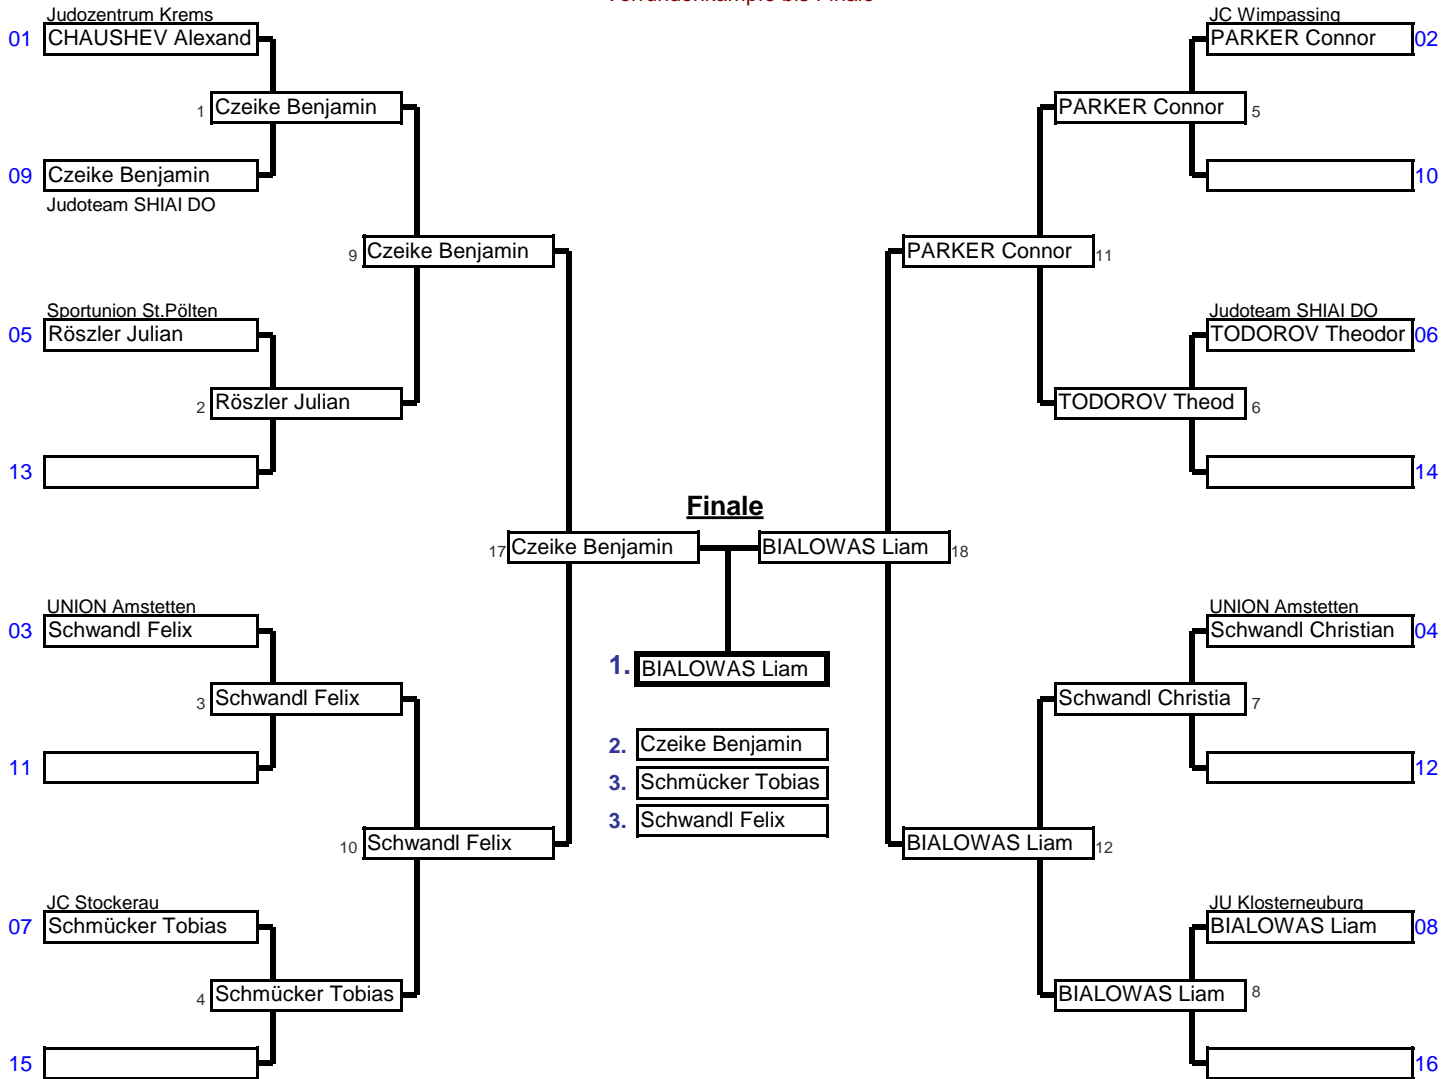 Vorrundenkämpfe bis Finale
Judozentrum Krems
01 CHAUSHEV Alexand
1 Czeike Benjamin
09 Czeike Benjamin
Judoteam SHIAI DO
9 Czeike Benjamin
Sportunion St.Pölten
05 Röszler Julian
2 Röszler Julian
13
17 Czeike Benjamin
UNION Amstetten
03 Schwandl Felix
3 Schwandl Felix
11
10 Schwandl Felix
JC Stockerau
07 Schmücker Tobias
4 Schmücker Tobias
15
Finale
1. BIALOWAS Liam
2. Czeike Benjamin
3. Schmücker Tobias
3. Schwandl Felix
JC Wimpassing
PARKER Connor 02
PARKER Connor 5
10
PARKER Connor 11
Judoteam SHIAI DO
TODOROV Theodor 06
TODOROV Theod 6
14
BIALOWAS Liam 18
UNION Amstetten
Schwandl Christian 04
Schwandl Christia 7
12
BIALOWAS Liam 12
JU Klosterneuburg
BIALOWAS Liam 08
BIALOWAS Liam 8
16